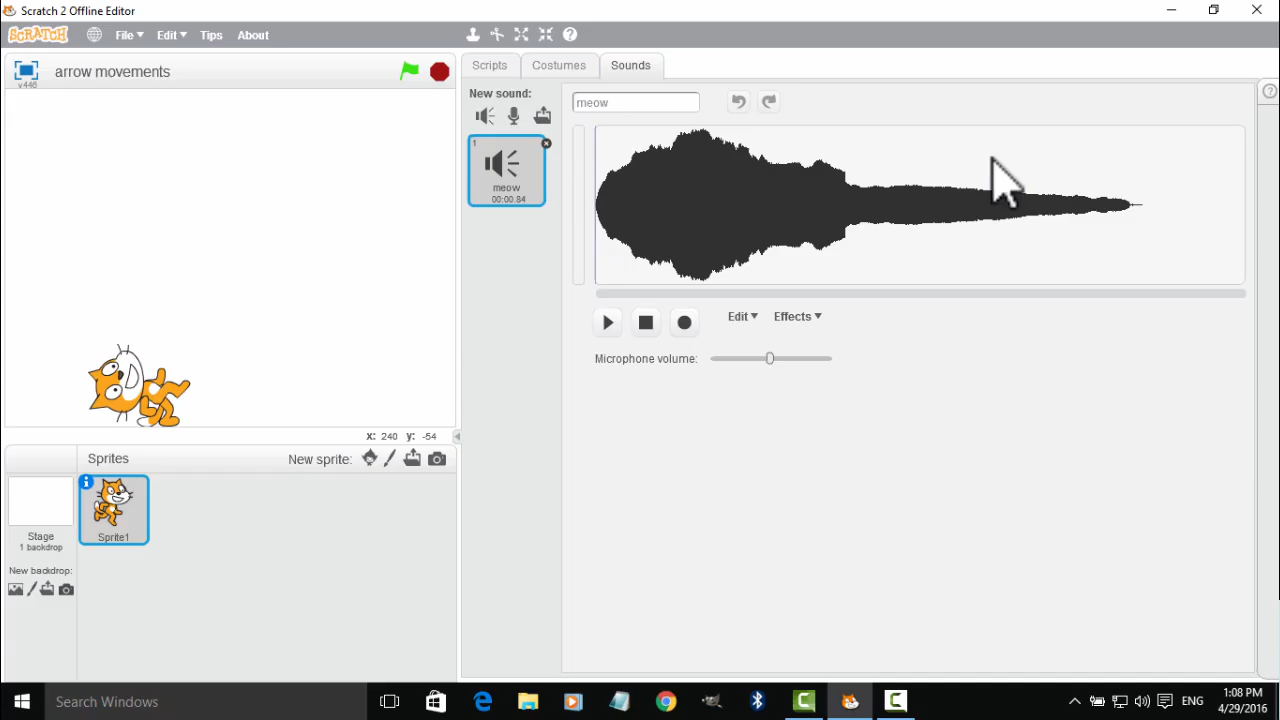 Scratch 2 Offline Editor
SCRATCH File Edit Tips About
v446 arrow movements
Scripts Costumes Sounds
New sound:
meow
1
meow
00:00.84
Edit Effects
Microphone volume:
x: 240 y: -54
Sprites New sprite:
Sprite1
Stage
1 backdrop
New backdrop:
Search Windows
ENG
1:08 PM
4/29/2016